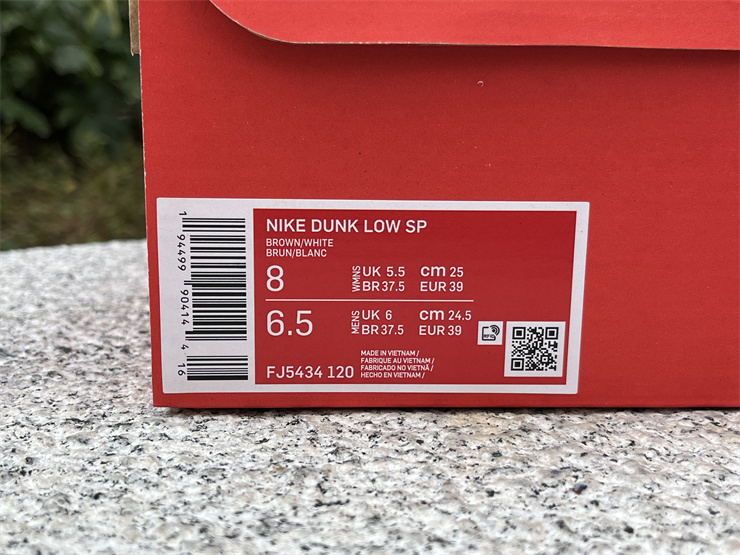 NIKE DUNK LOW SP
BROWN/WHITE
BRUN/BLANC
8 WMNS UK 5.5 cm 25
BR 37.5 EUR 39
6.5 MENS UK 6 cm 24.5
BR 37.5 EUR 39
FJ5434 120
MADE IN VIETNAM /
FABRIQUE AU VIETNAM /
FABRICADO NO VIETNÃ /
HECHO EN VIETNAM /
1 94499 90414 4 16